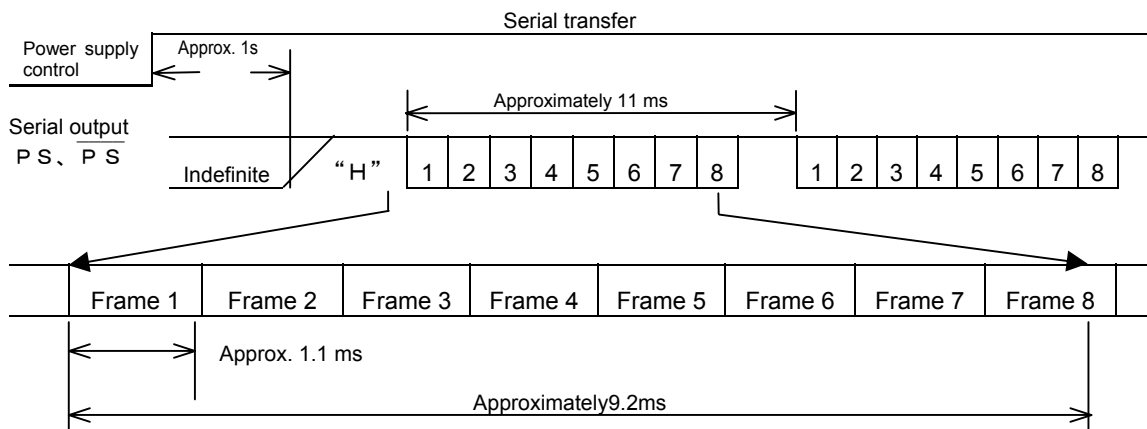 Serial transfer
Power supply
control
Approx. 1s
Approximately 11 ms
Serial output
ＰＳ、P̅S̅
Indefinite
“Ｈ”
1 2 3 4 5 6 7 8
1 2 3 4 5 6 7 8
Frame 1 Frame 2 Frame 3 Frame 4 Frame 5 Frame 6 Frame 7 Frame 8
Approx. 1.1 ms
Approximately9.2ms